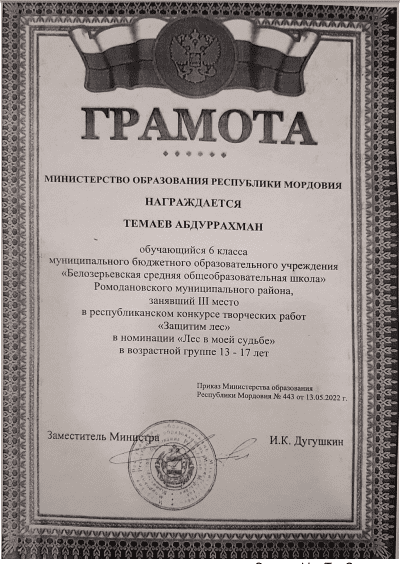 ГРАМОТА
МИНИСТЕРСТВО ОБРАЗОВАНИЯ РЕСПУБЛИКИ МОРДОВИЯ
НАГРАЖДАЕТСЯ
ТЕМАЕВ АБДУРРАХМАН
обучающийся 6 класса
муниципального бюджетного образовательного учреждения
«Белозерьевская средняя общеобразовательная школа»
Ромодановского муниципального района,
занявший III место
в республиканском конкурсе творческих работ
«Защитим лес»
в номинации «Лес в моей судьбе»
в возрастной группе 13 - 17 лет
Приказ Министерства образования
Республики Мордовия № 443 от 13.05.2022 г.
Заместитель Министра И.К. Дугушкин